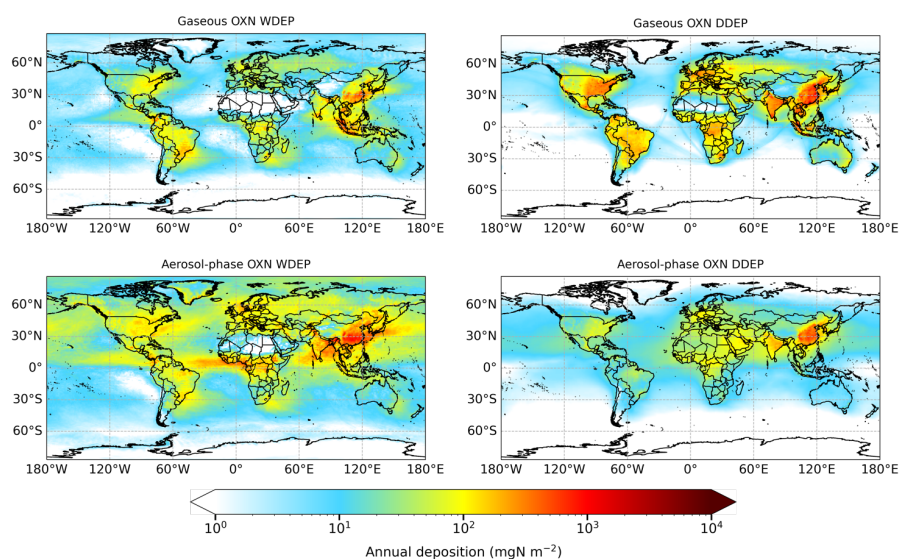 Gaseous OXN WDEP
Gaseous OXN DDEP
60°N
30°N
0°
30°S
60°S
180°W 120°W 60°W 0° 60°E 120°E 180°E
60°N
30°N
0°
30°S
60°S
180°W 120°W 60°W 0° 60°E 120°E 180°E
Aerosol-phase OXN WDEP
Aerosol-phase OXN DDEP
60°N
30°N
0°
30°S
60°S
180°W 120°W 60°W 0° 60°E 120°E 180°E
60°N
30°N
0°
30°S
60°S
180°W 120°W 60°W 0° 60°E 120°E 180°E
10⁰ 10¹ 10² 10³ 10⁴
Annual deposition (mgN m⁻²)